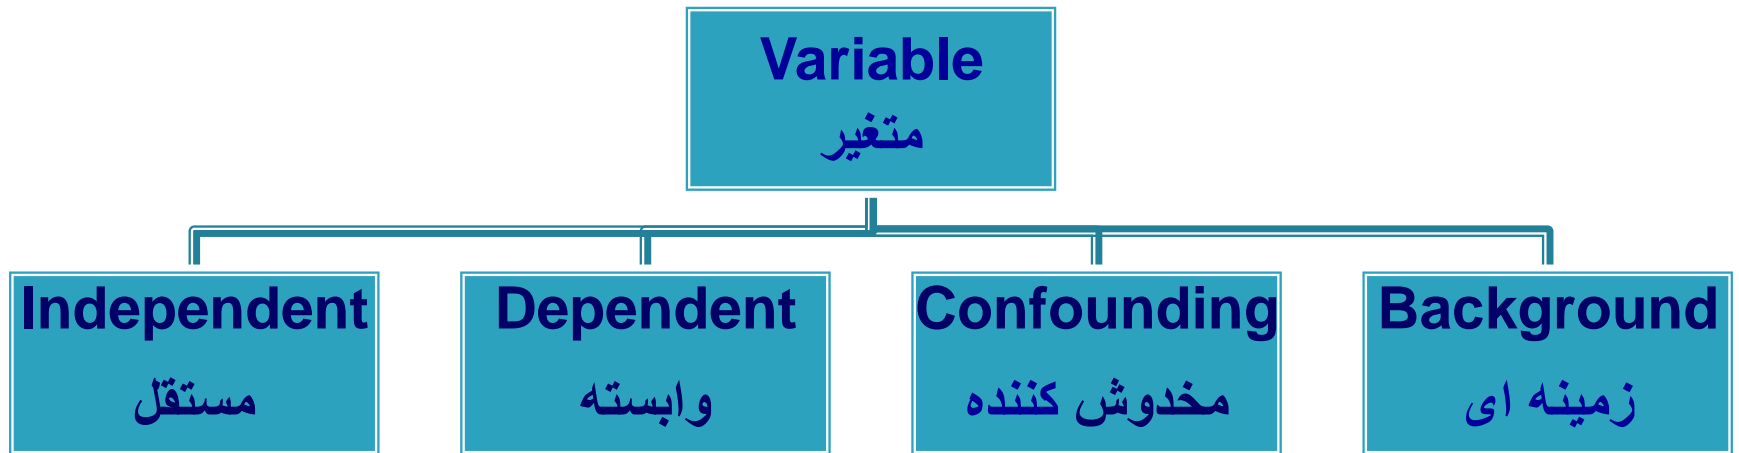 Variable
متغیر
Independent
مستقل
Dependent
وابسته
Confounding
مخدوش کننده
Background
زمینه ای